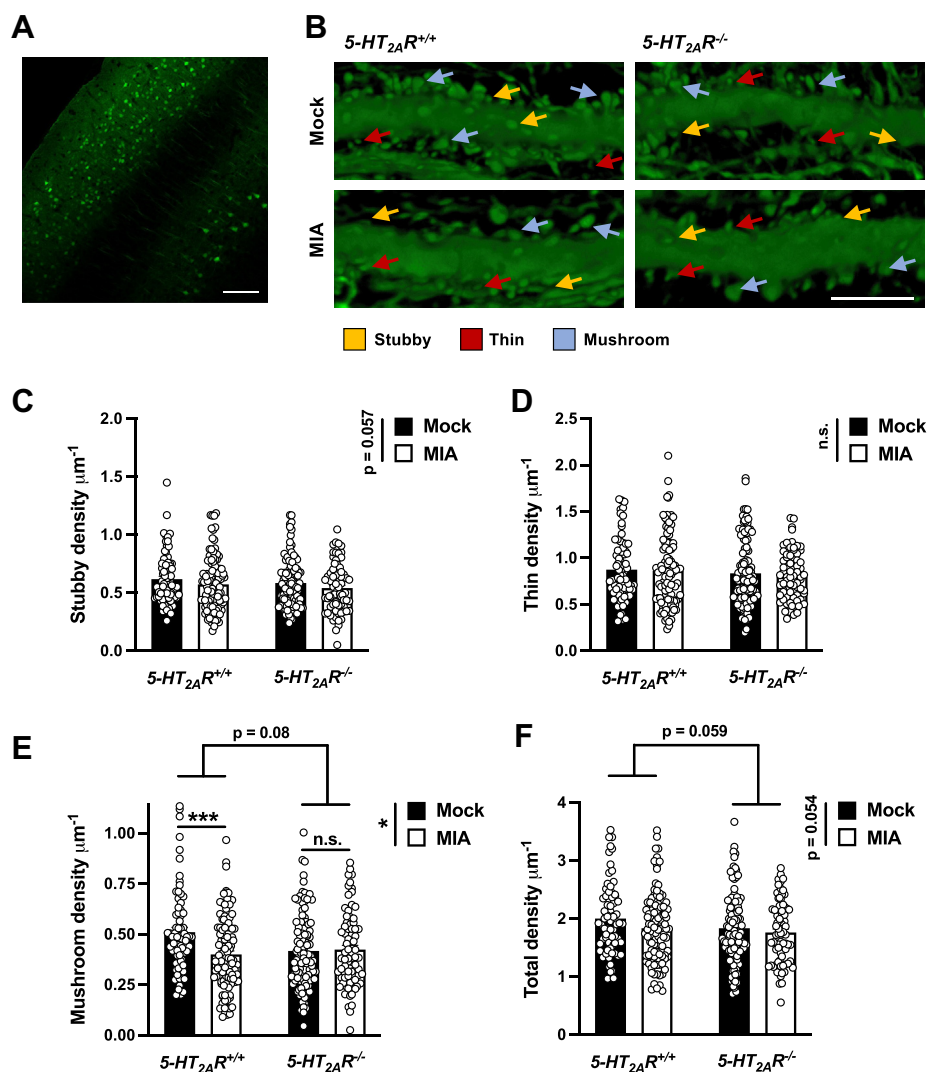 A
B
5-HT2AR+/+
5-HT2AR-/-
Mock
MIA
Stubby
Thin
Mushroom
C
Stubby density μm-1
2.0
1.5
1.0
0.5
0.0
p = 0.057
Mock
MIA
5-HT2AR+/+
5-HT2AR-/-
D
Thin density μm-1
2.5
2.0
1.5
1.0
0.5
0.0
n.s.
Mock
MIA
5-HT2AR+/+
5-HT2AR-/-
E
p = 0.08
Mushroom density μm-1
1.00
0.75
0.50
0.25
0.00
***
n.s.
*
Mock
MIA
5-HT2AR+/+
5-HT2AR-/-
F
p = 0.059
Total density μm-1
4
3
2
1
0
p = 0.054
Mock
MIA
5-HT2AR+/+
5-HT2AR-/-